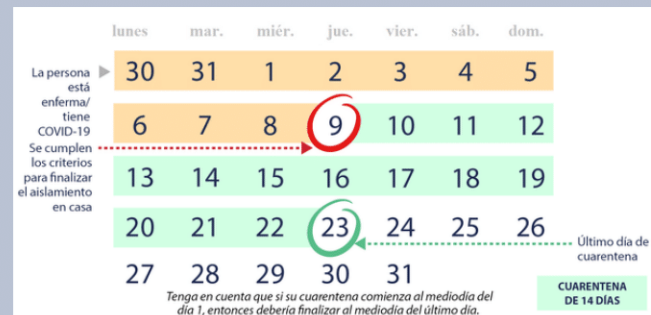 lunes mar. miér. jue. vier. sáb. dom.
La persona
está
enferma/
tiene
COVID-19
30 31 1 2 3 4 5
6 7 8 9 10 11 12
Se cumplen
los criterios
para finalizar
el aislamiento
en casa
13 14 15 16 17 18 19
20 21 22 23 24 25 26
Último día de
cuarentena
27 28 29 30 31
Tenga en cuenta que si su cuarentena comienza al mediodía del
día 1, entonces debería finalizar al mediodía del último día.
CUARENTENA
DE 14 DÍAS